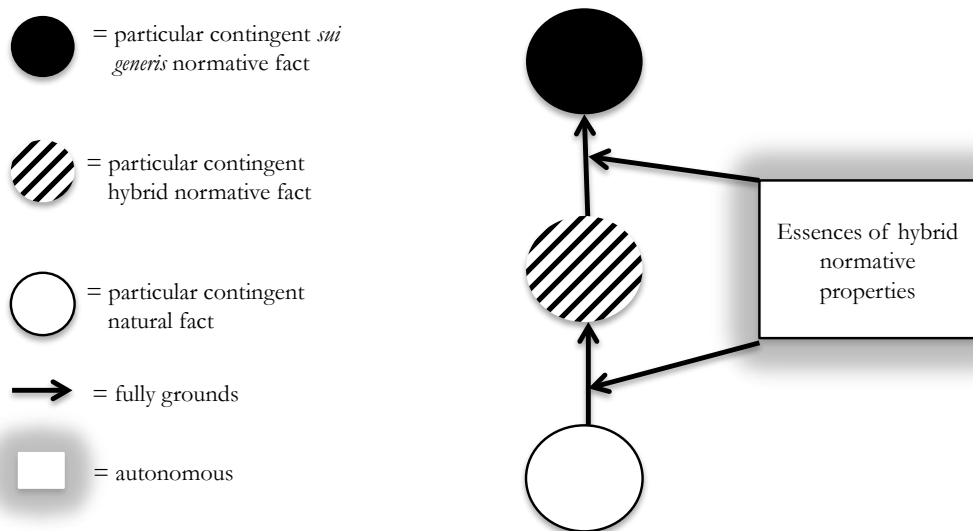 = particular contingent sui
generis normative fact
= particular contingent
hybrid normative fact
= particular contingent
natural fact
= fully grounds
= autonomous
Essences of hybrid
normative
properties